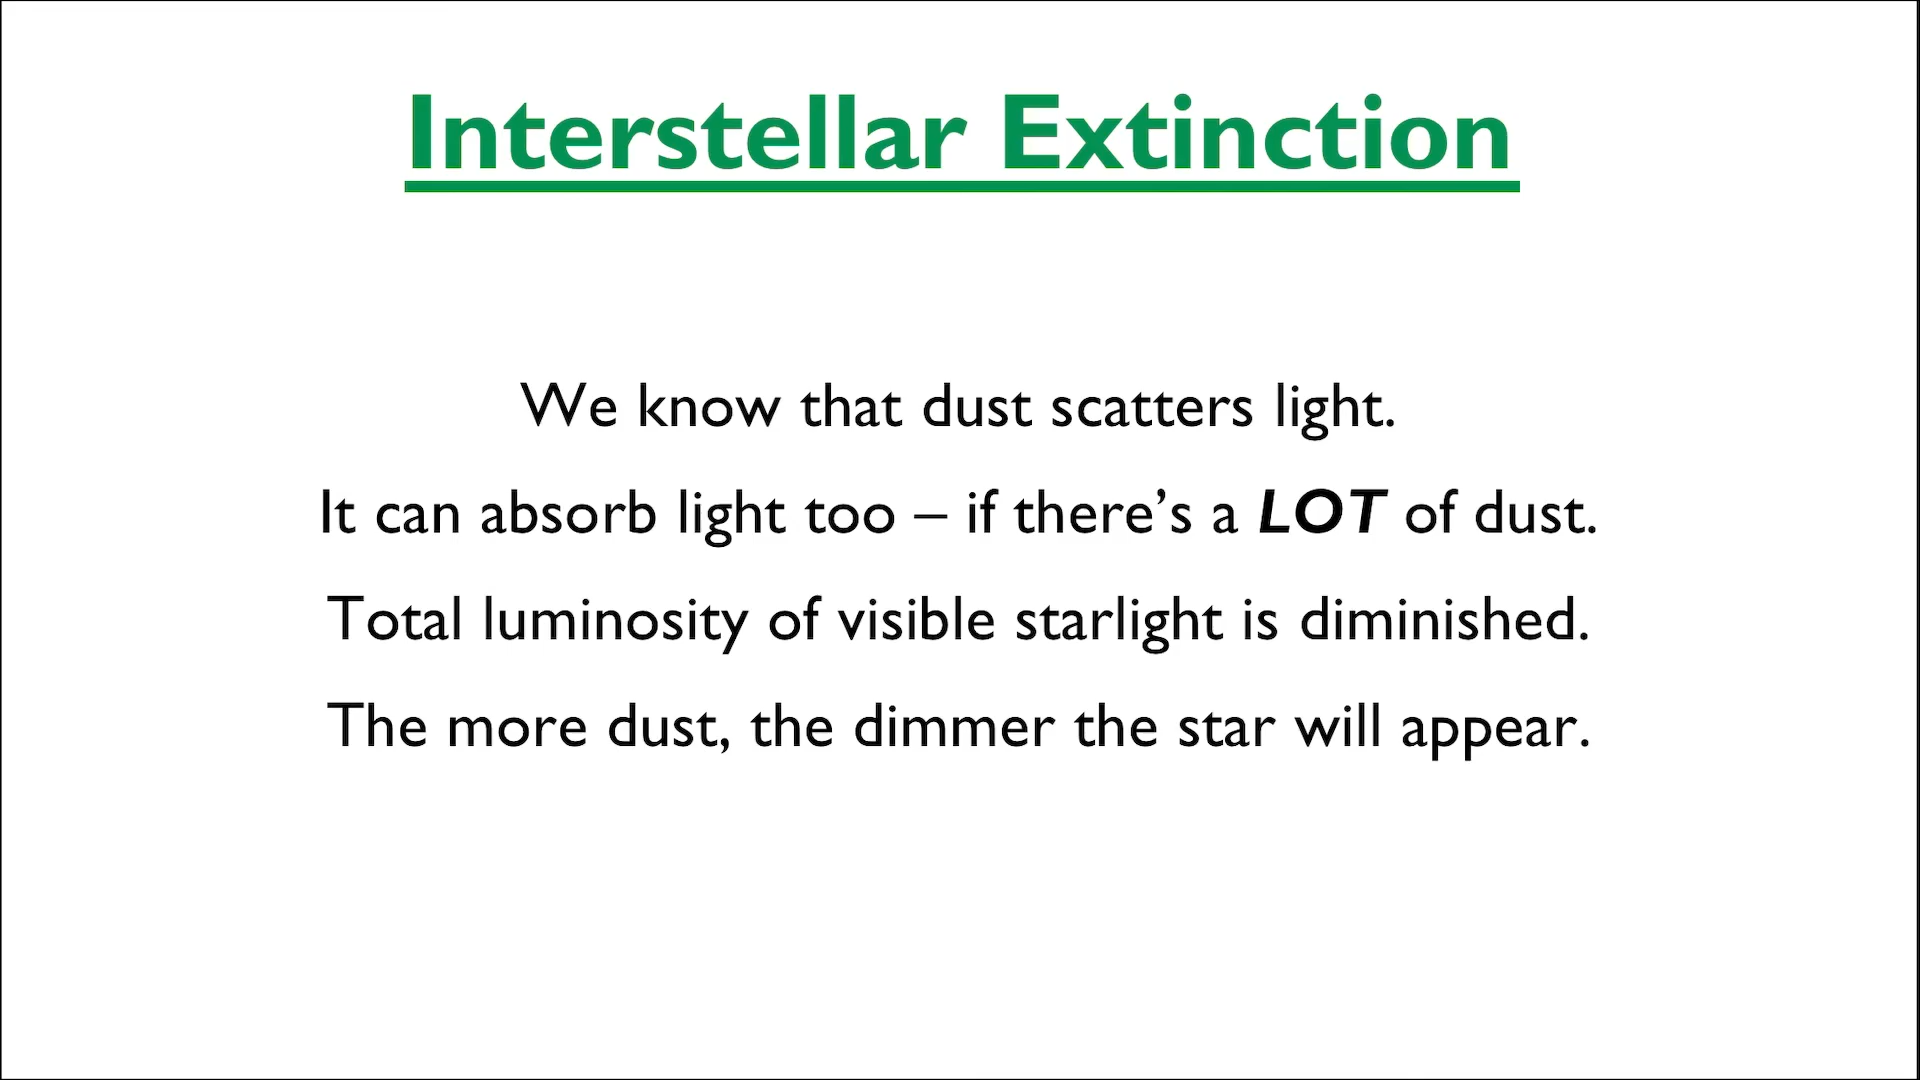 Interstellar Extinction
We know that dust scatters light.
It can absorb light too – if there’s a LOT of dust.
Total luminosity of visible starlight is diminished.
The more dust, the dimmer the star will appear.